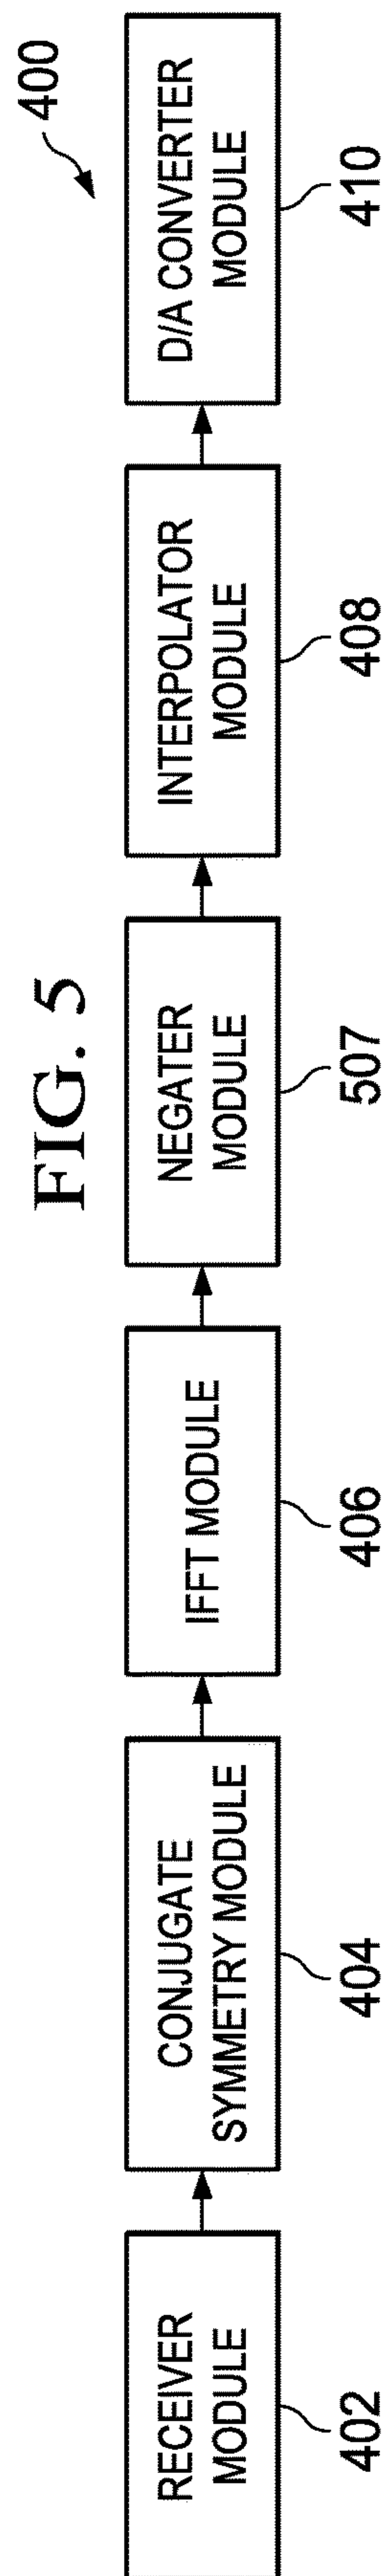 FIG. 5
400
RECEIVER
MODULE
402
CONJUGATE
SYMMETRY MODULE
404
IFFT MODULE
406
NEGATER
MODULE
507
INTERPOLATOR
MODULE
408
D/A CONVERTER
MODULE
410